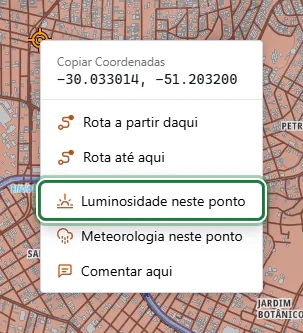 Copiar Coordenadas
−30.033014, −51.203200
Rota a partir daqui
Rota até aqui
Luminosidade neste ponto
Meteorologia neste ponto
Comentar aqui
JARDIM
BOTÂNICO